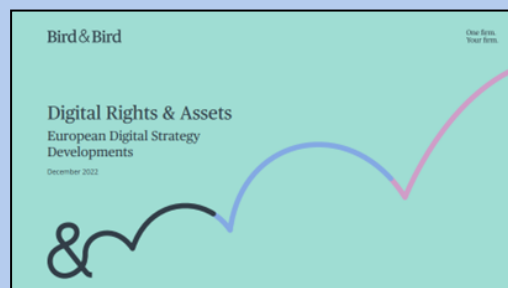 Bird & Bird
One firm.
Your firm.
Digital Rights & Assets
European Digital Strategy
Developments
December 2022
&